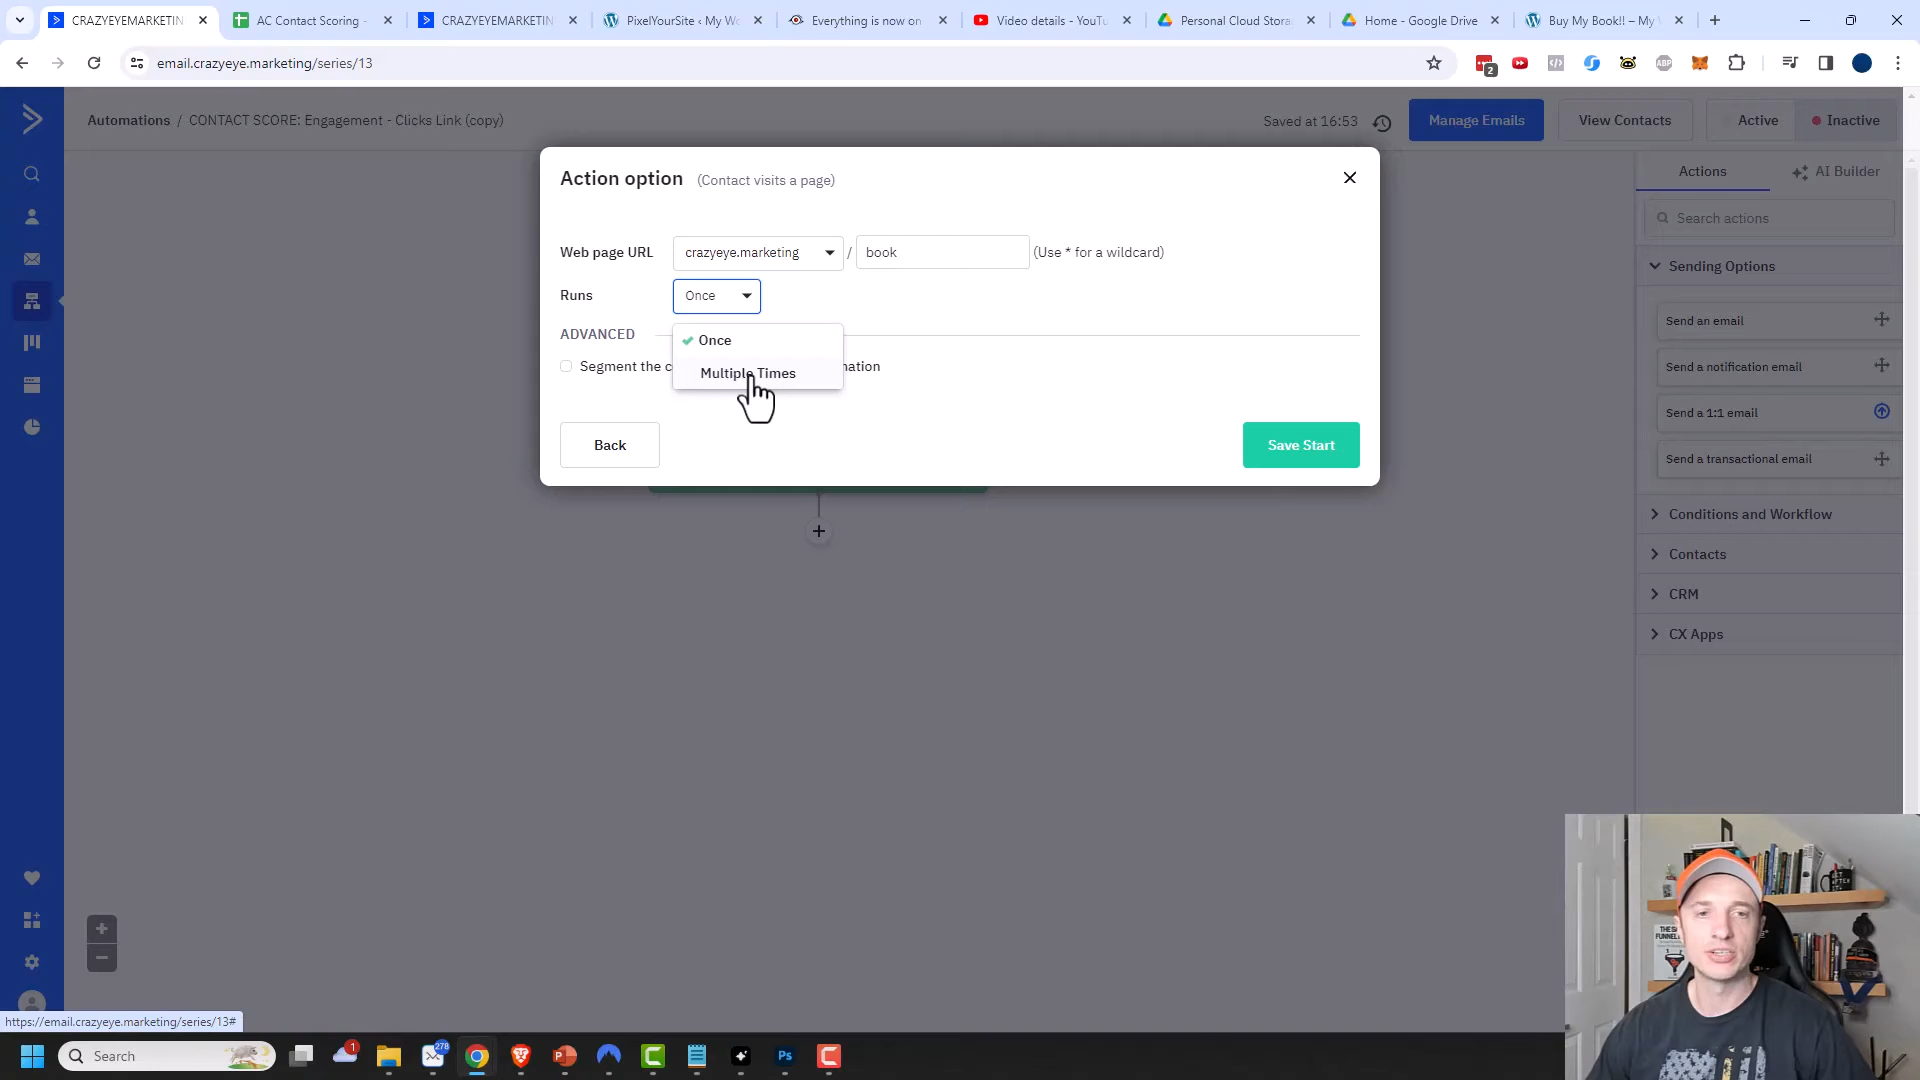 CRAZYEYEMARKETIN
AC Contact Scoring -
CRAZYEYEMARKETIN
PixelYourSite ‹ My Wo
Everything is now on
Video details - YouTu
Personal Cloud Stora
Home - Google Drive
Buy My Book!! – My
email.crazyeye.marketing/series/13
2
Automations / CONTACT SCORE: Engagement - Clicks Link (copy)
Saved at 16:53
Manage Emails
View Contacts
Active
Inactive
Action option (Contact visits a page)
Web page URL
crazyeye.marketing
/
book
(Use * for a wildcard)
Runs
Once
ADVANCED
Once
Multiple Times
Segment the c
nation
Back
Save Start
Actions
AI Builder
Search actions
Sending Options
Send an email
Send a notification email
Send a 1:1 email
Send a transactional email
Conditions and Workflow
Contacts
CRM
CX Apps
https://email.crazyeye.marketing/series/13#
Search
1
278
Ps